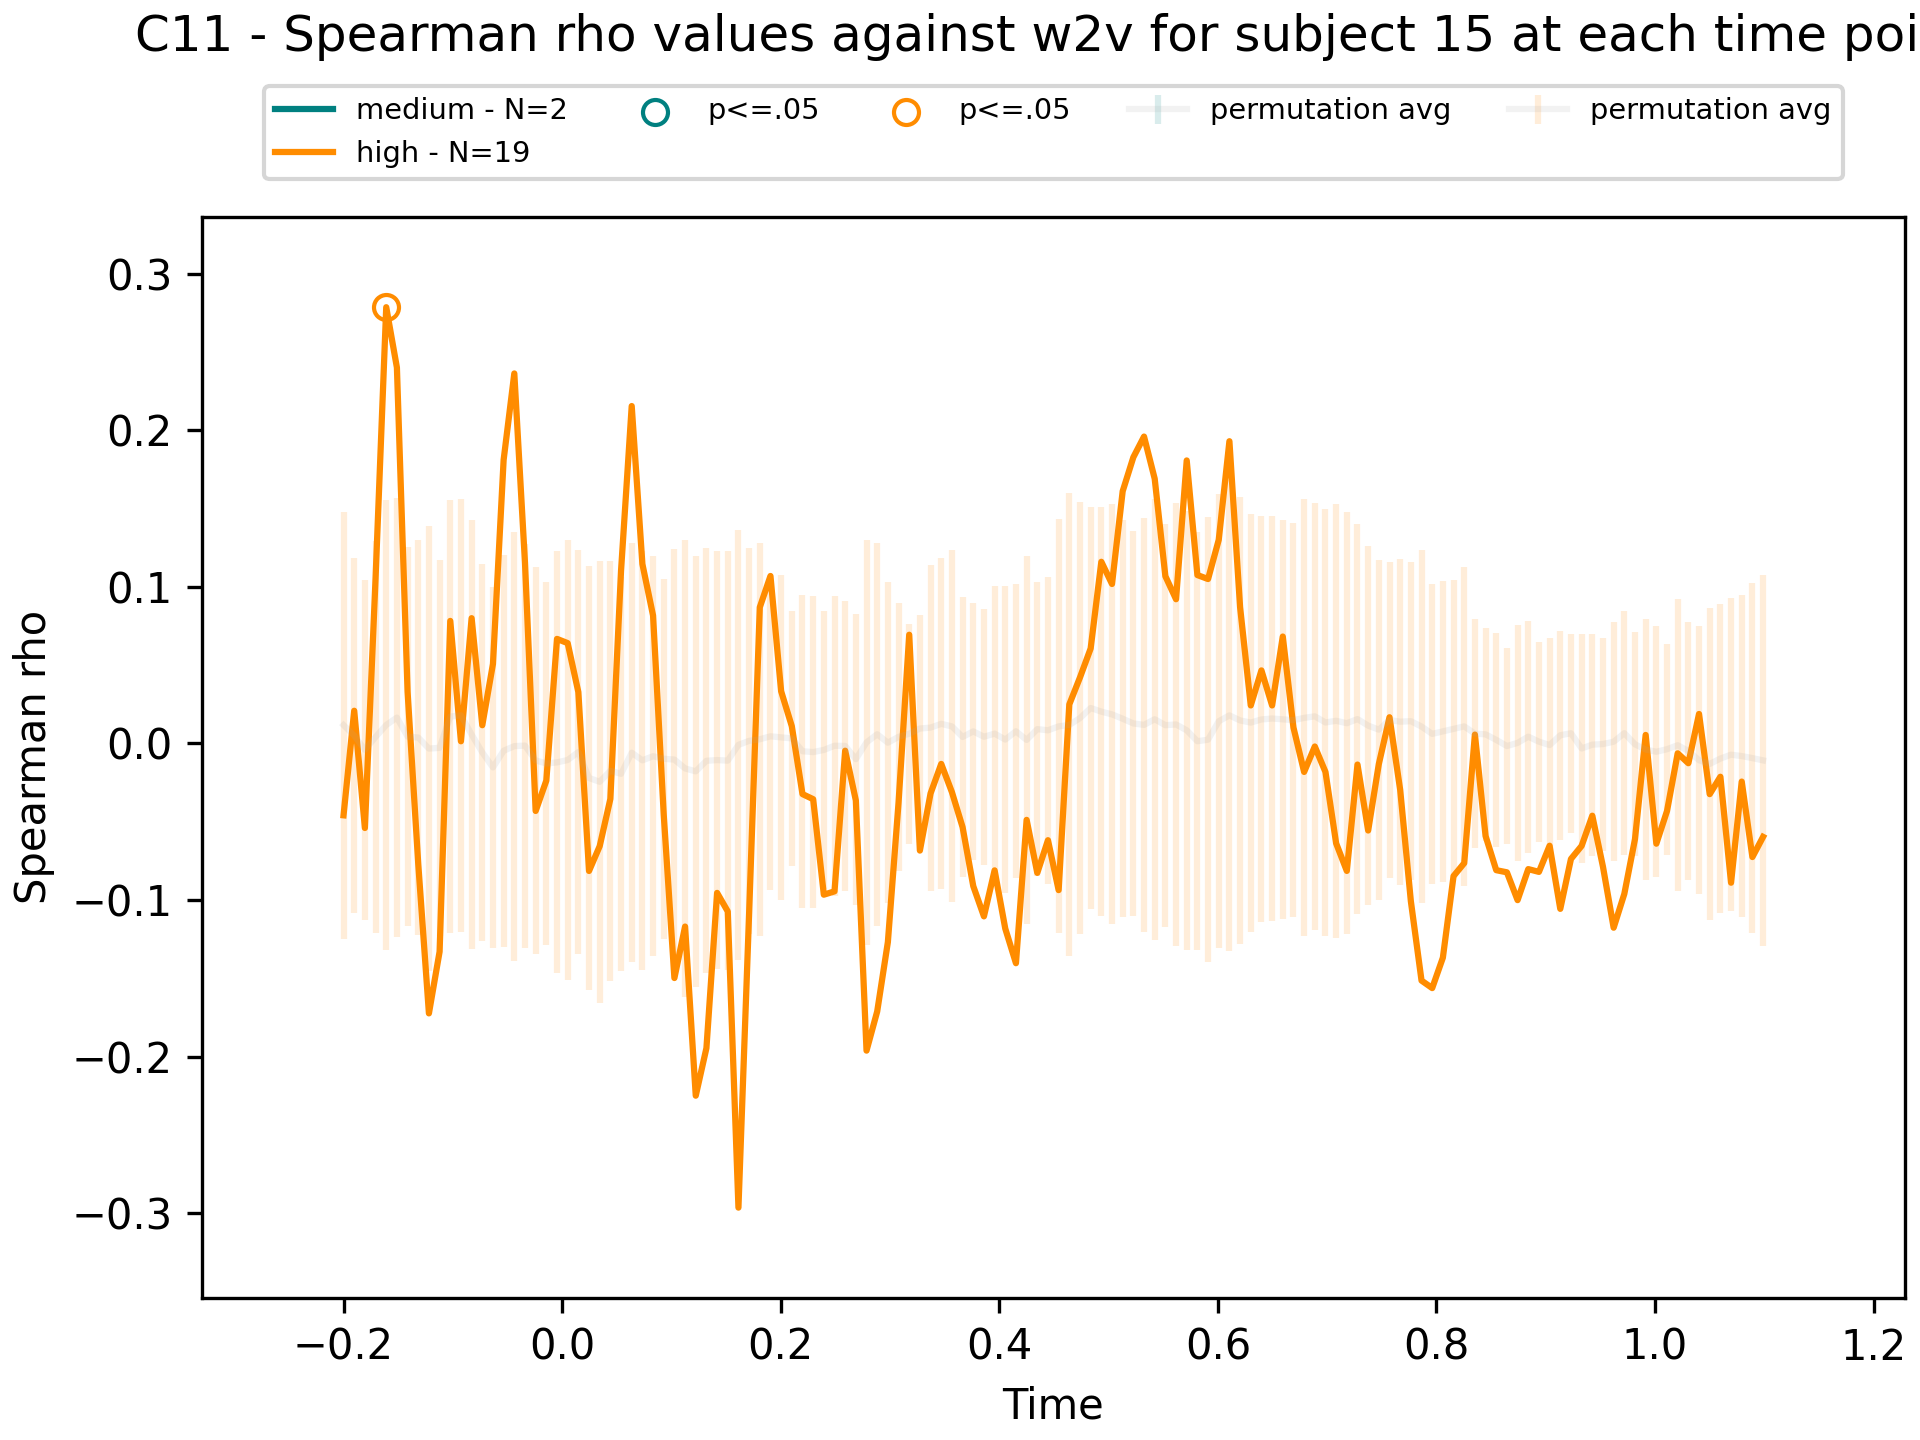 C11 - Spearman rho values against w2v for subject 15 at each time poi
medium - N=2
high - N=19
p<=.05
p<=.05
permutation avg
permutation avg
Spearman rho
0.3
0.2
0.1
0.0
−0.1
−0.2
−0.3
−0.2
0.0
0.2
0.4
0.6
0.8
1.0
1.2
Time